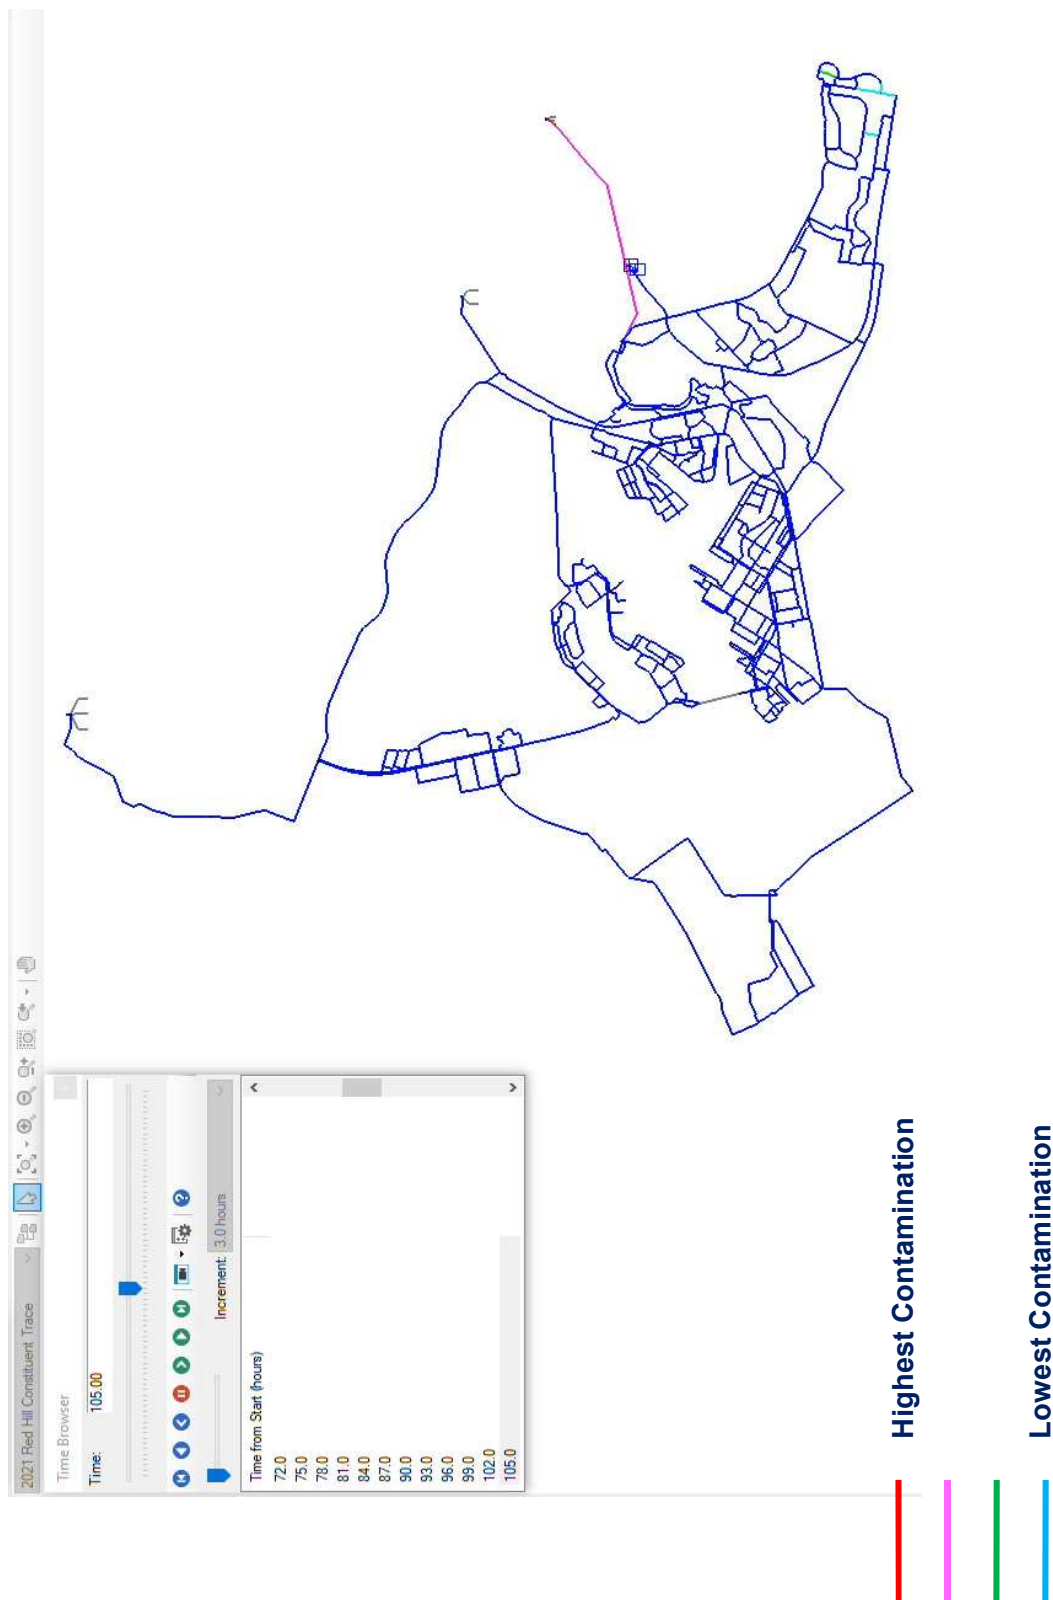 2021 Red Hill Constituent Trace
Time Browser
Time:
105.00
Increment: 3.0 hours
Time from Start (hours)
72.0
75.0
78.0
81.0
84.0
87.0
90.0
93.0
96.0
99.0
102.0
105.0
Highest Contamination
Lowest Contamination